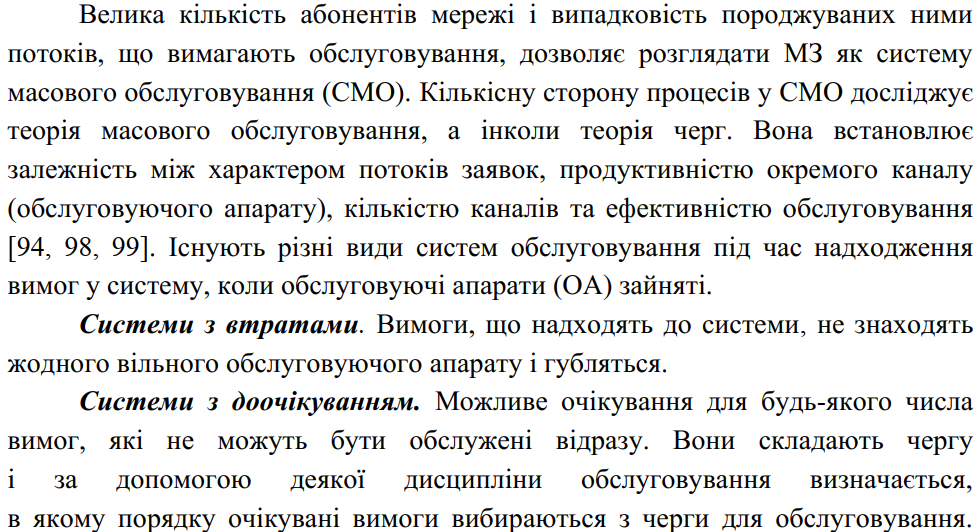 Велика кількість абонентів мережі і випадковість породжуваних ними
потоків, що вимагають обслуговування, дозволяє розглядати МЗ як систему
масового обслуговування (СМО). Кількісну сторону процесів у СМО досліджує
теорія масового обслуговування, а інколи теорія черг. Вона встановлює
залежність між характером потоків заявок, продуктивністю окремого каналу
(обслуговуючого апарату), кількістю каналів та ефективністю обслуговування
[94, 98, 99]. Існують різні види систем обслуговування під час надходження
вимог у систему, коли обслуговуючі апарати (ОА) зайняті.
Системи з втратами. Вимоги, що надходять до системи, не знаходять
жодного вільного обслуговуючого апарату і губляться.
Системи з доочікуванням. Можливе очікування для будь-якого числа
вимог, які не можуть бути обслужені відразу. Вони складають чергу
і за допомогою деякої дисципліни обслуговування визначається,
в якому порядку очікувані вимоги вибираються з черги для обслуговування.